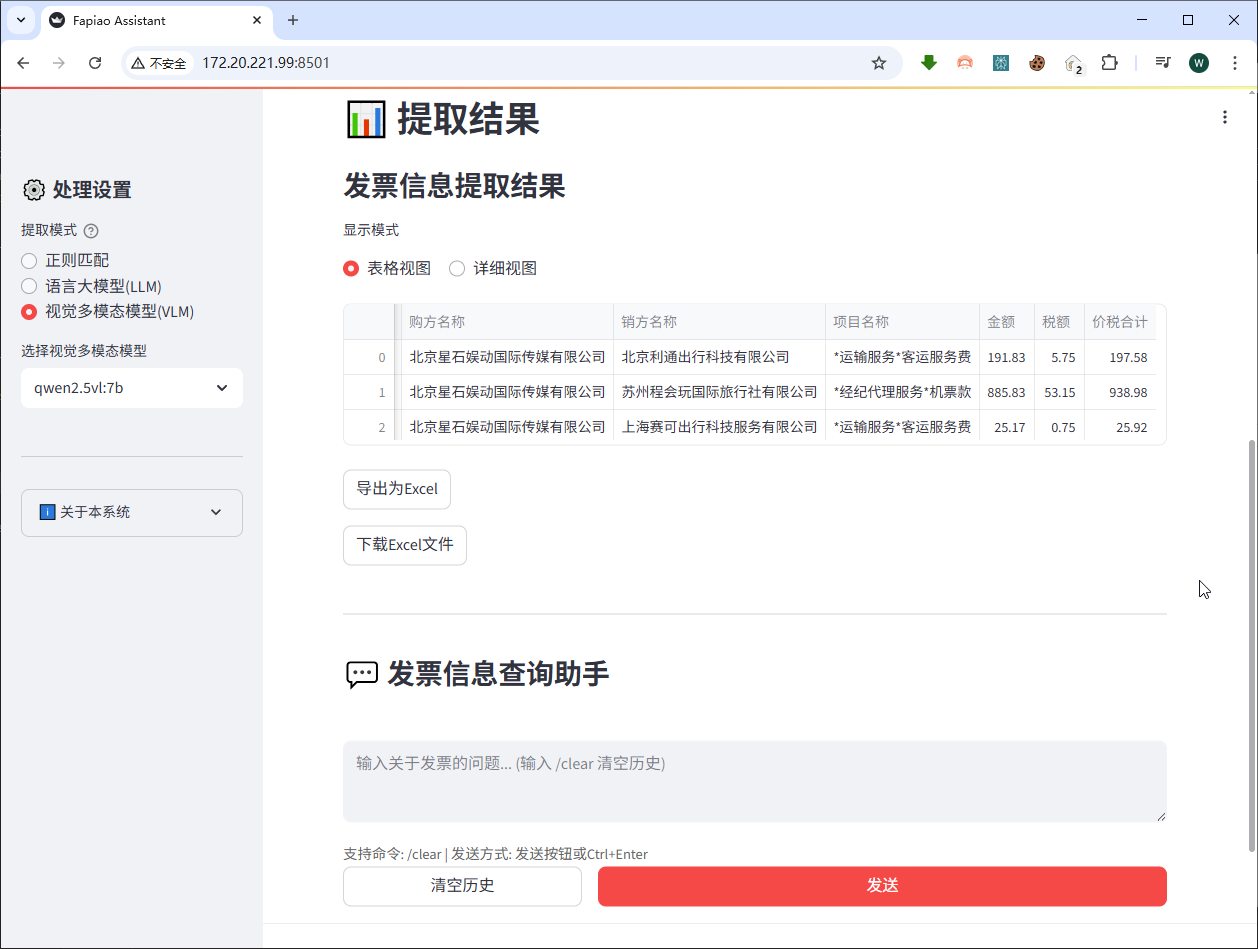 Fapiao Assistant
不安全 172.20.221.99:8501
2
W
处理设置
提取模式
正则匹配
语言大模型(LLM)
视觉多模态模型(VLM)
选择视觉多模态模型
qwen2.5vl:7b
关于本系统
提取结果
发票信息提取结果
显示模式
表格视图 详细视图
购方名称 销方名称 项目名称 金额 税额 价税合计
0 北京星石娱动国际传媒有限公司 北京利通出行科技有限公司 *运输服务*客运服务费 191.83 5.75 197.58
1 北京星石娱动国际传媒有限公司 苏州程会玩国际旅行社有限公司 *经纪代理服务*机票款 885.83 53.15 938.98
2 北京星石娱动国际传媒有限公司 上海赛可出行科技服务有限公司 *运输服务*客运服务费 25.17 0.75 25.92
导出为Excel
下载Excel文件
发票信息查询助手
输入关于发票的问题... (输入 /clear 清空历史)
支持命令: /clear | 发送方式: 发送按钮或Ctrl+Enter
清空历史 发送